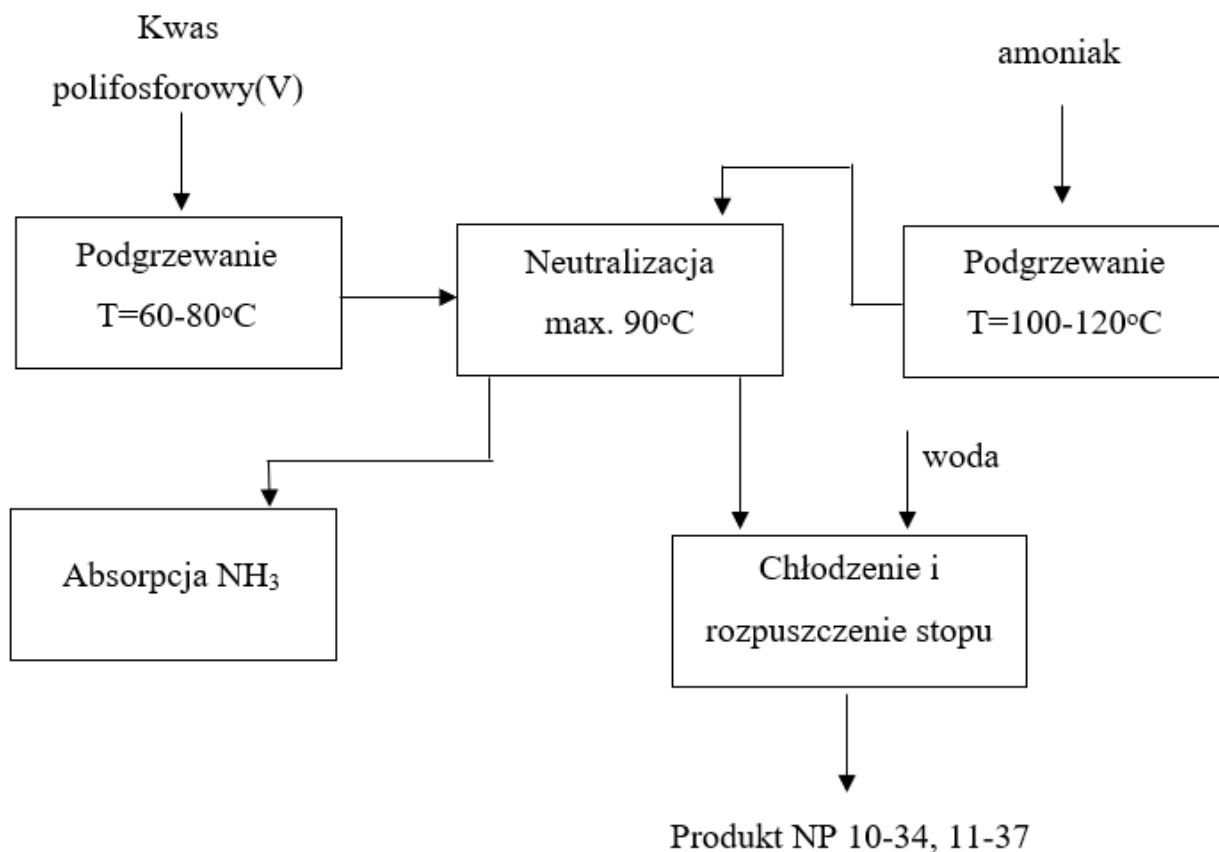 Kwas
polifosforowy(V)
amoniak
Podgrzewanie
T=60-80°C
Neutralizacja
max. 90°C
Podgrzewanie
T=100-120°C
woda
Absorpcja NH₃
Chłodzenie i
rozpuszczenie stopu
Produkt NP 10-34, 11-37